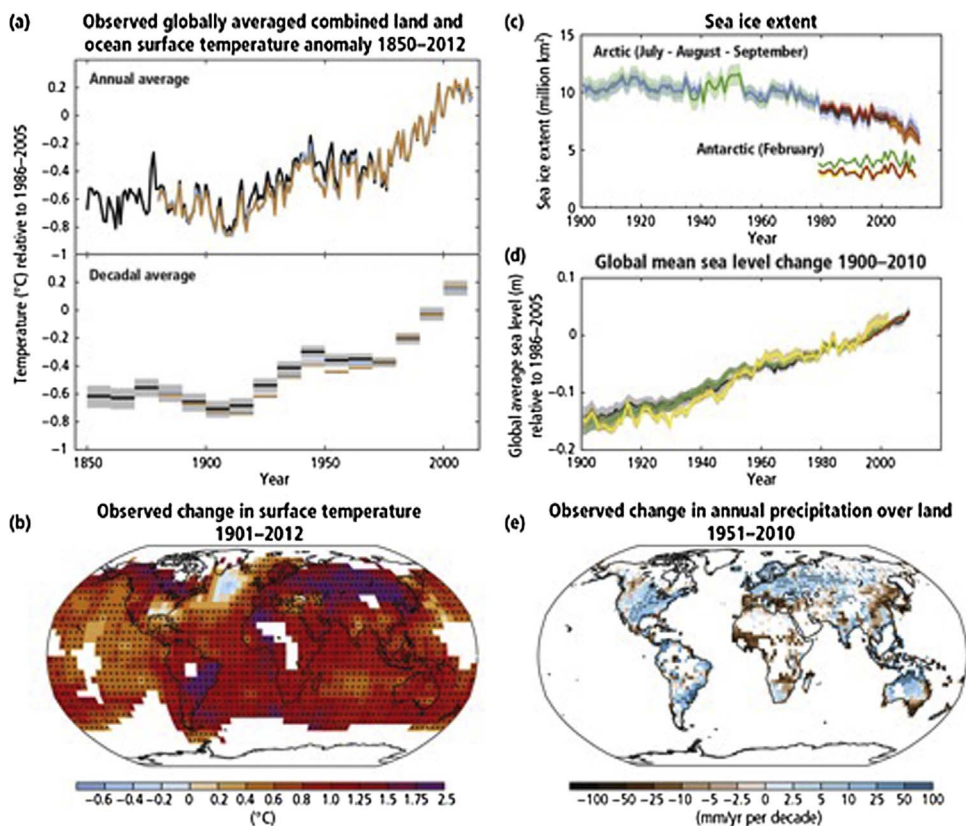 (a)
Observed globally averaged combined land and
ocean surface temperature anomaly 1850–2012
Annual average
0.2
0
−0.2
−0.4
−0.6
−0.8
−1
Decadal average
0.2
0
−0.2
−0.4
−0.6
−0.8
−1
Temperature (°C) relative to 1986–2005
1850
1900
1950
2000
Year
(b)
Observed change in surface temperature
1901–2012
−0.6 −0.4 −0.2 0 0.2 0.4 0.6 0.8 1.0 1.25 1.5 1.75 2.5
(°C)
(c)
Sea ice extent
15
10
5
0
Sea ice extent (million km²)
Arctic (July - August - September)
Antarctic (February)
1900 1920 1940 1960 1980 2000
Year
(d)
Global mean sea level change 1900–2010
0.1
0
−0.1
−0.2
Global average sea level (m)
relative to 1986–2005
1900 1920 1940 1960 1980 2000
Year
(e)
Observed change in annual precipitation over land
1951–2010
−100 −50 −25 −10 −5 −2.5 0 2.5 5 10 25 50 100
(mm/yr per decade)